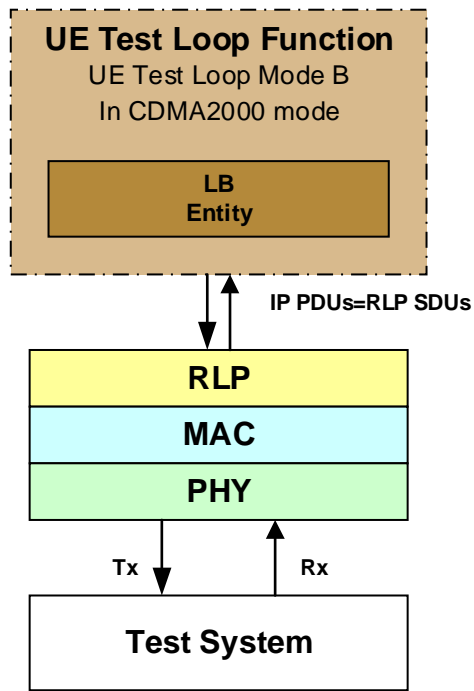 UE Test Loop Function
UE Test Loop Mode B
In CDMA2000 mode
LB
Entity
IP PDUs=RLP SDUs
RLP
MAC
PHY
Tx
Rx
Test System